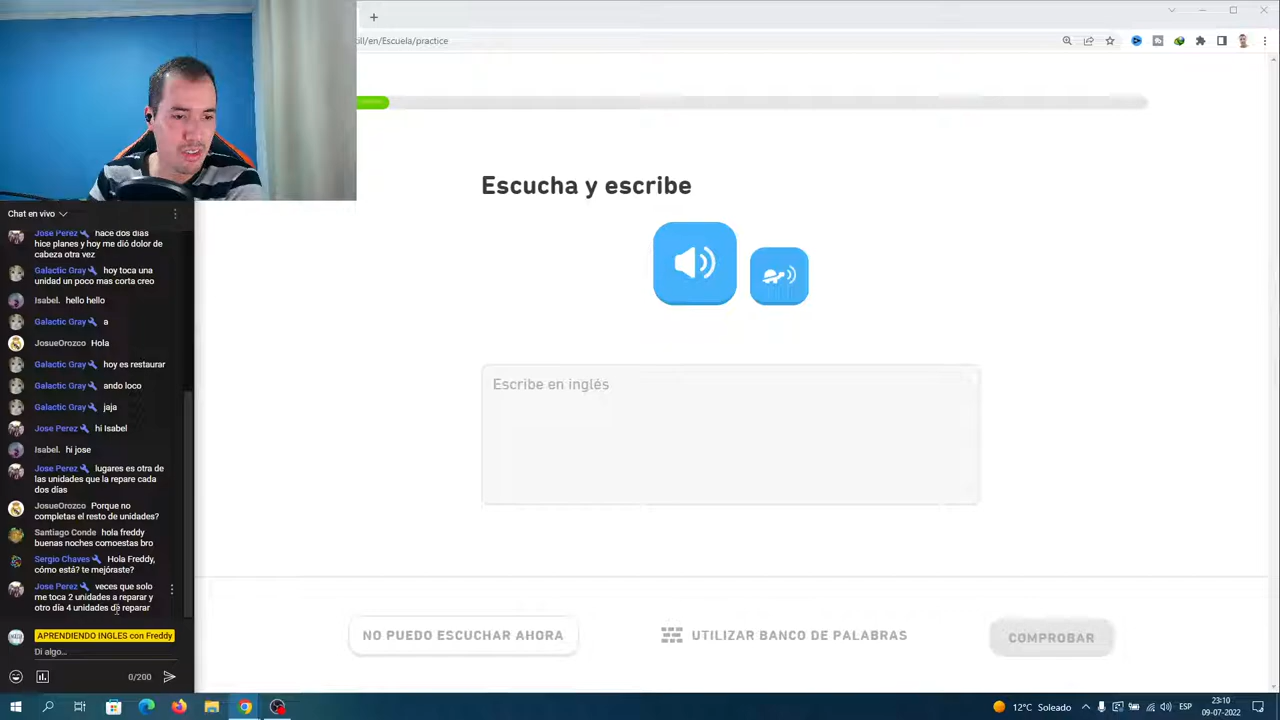 ill/en/Escuela/practice
Escucha y escribe
Escribe en inglés
NO PUEDO ESCUCHAR AHORA
UTILIZAR BANCO DE PALABRAS
COMPROBAR
Chat en vivo
Jose Perez hace dos días
hice planes y hoy me dió dolor de
cabeza otra vez
Galactic Gray hoy toca una
unidad un poco mas corta creo
Isabel. hello hello
Galactic Gray a
JosueOrozco Hola
Galactic Gray hoy es restaurar
Galactic Gray ando loco
Galactic Gray jaja
Jose Perez hi Isabel
Isabel. hi jose
Jose Perez lugares es otra de
las unidades que la repare cada
dos días
JosueOrozco Porque no
completas el resto de unidades?
Santiago Conde hola freddy
buenas noches comoestas bro
Sergio Chaves Hola Freddy,
cómo está? te mejóraste?
Jose Perez veces que solo
me toca 2 unidades a reparar y
otro día 4 unidades de reparar
APRENDIENDO INGLES con Freddy
Di algo...
0/200
12°C Soleado
ESP
23:10
09-07-2022